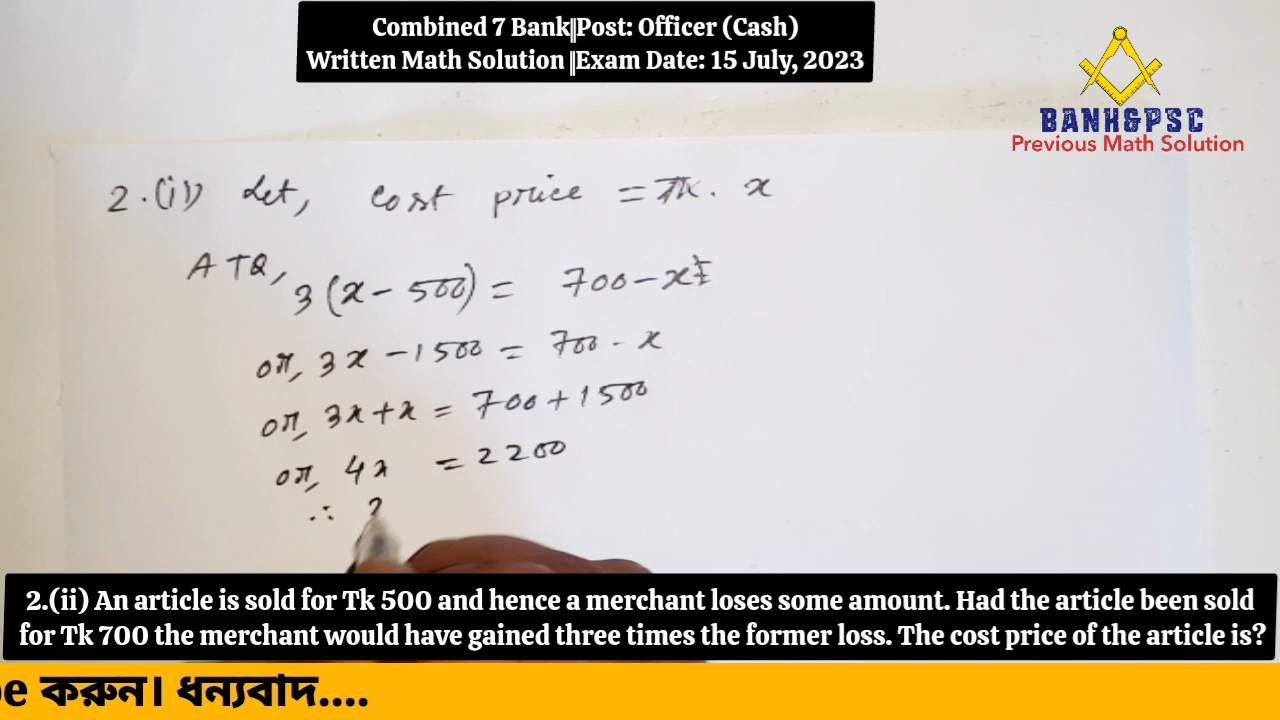 Combined 7 Bank||Post: Officer (Cash)
Written Math Solution ||Exam Date: 15 July, 2023
BANK&PSC
Previous Math Solution
2.(ii) Let, cost price = Tk. x
ATQ,
3(x - 500) = 700 - x
or, 3x - 1500 = 700 - x
or, 3x + x = 700 + 1500
or, 4x = 2200
∴
2.(ii) An article is sold for Tk 500 and hence a merchant loses some amount. Had the article been sold
for Tk 700 the merchant would have gained three times the former loss. The cost price of the article is?
be করুন। ধন্যবাদ....